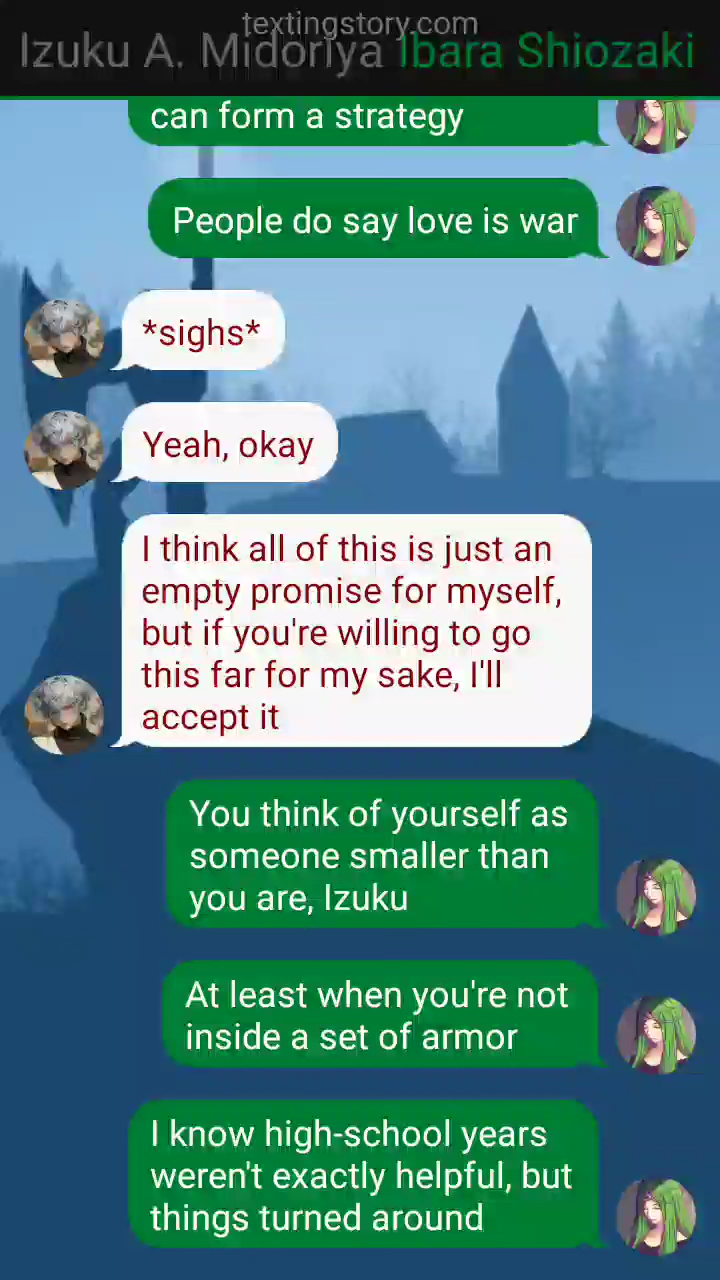 textingstory.com
Izuku A. Midoriya Ibara Shiozaki
can form a strategy
People do say love is war
*sighs*
Yeah, okay
I think all of this is just an
empty promise for myself,
but if you're willing to go
this far for my sake, I'll
accept it
You think of yourself as
someone smaller than
you are, Izuku
At least when you're not
inside a set of armor
I know high-school years
weren't exactly helpful, but
things turned around